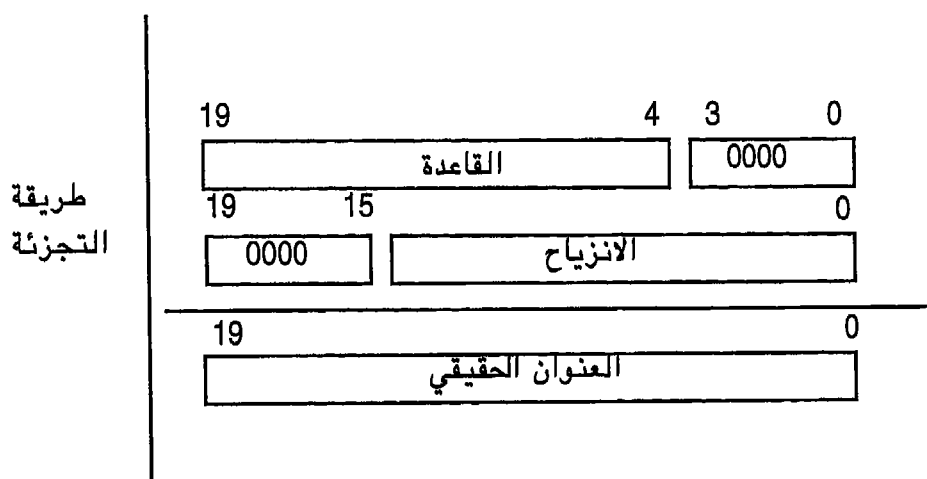 طريقة
التجزئة
19 4 3 0
القاعدة 0000
19 15 0
0000 الانزياح
19 0
العنوان الحقيقي